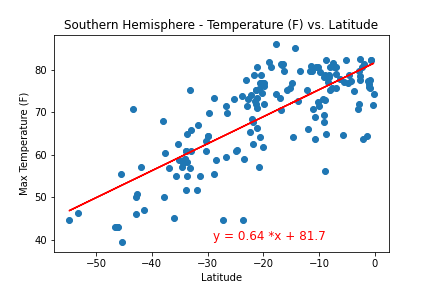 Southern Hemisphere - Temperature (F) vs. Latitude
Max Temperature (F)
80
70
60
50
40
y = 0.64 *x + 81.7
−50
−40
−30
−20
−10
0
Latitude